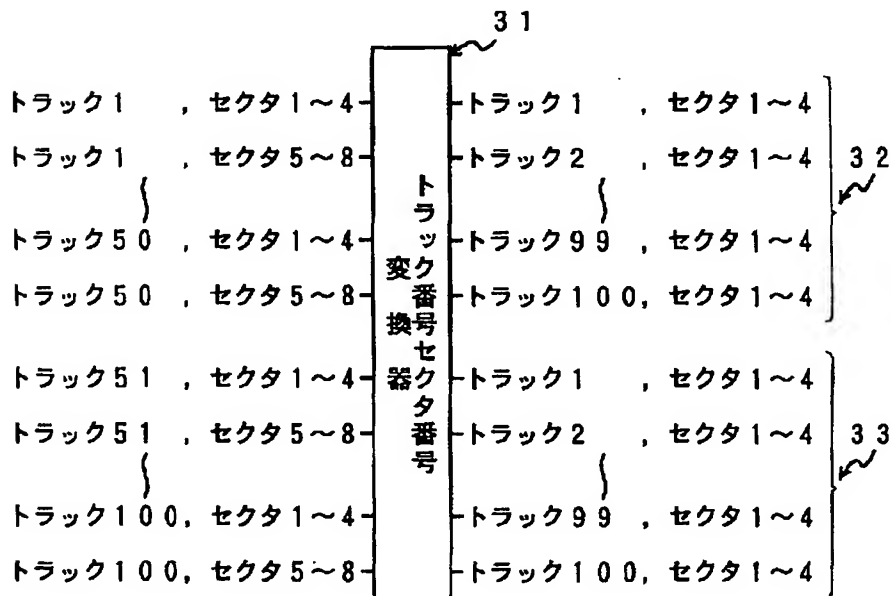 31
トラック1 , セクタ1〜4 トラック1 , セクタ1〜4
トラック1 , セクタ5〜8 トラック2 , セクタ1〜4 32
トラック50 , セクタ1〜4 トラック99 , セクタ1〜4
トラック50 , セクタ5〜8 トラック100, セクタ1〜4
トラック番号セクタ番号
変換器
トラック51 , セクタ1〜4 トラック1 , セクタ1〜4
トラック51 , セクタ5〜8 トラック2 , セクタ1〜4 33
トラック100, セクタ1〜4 トラック99 , セクタ1〜4
トラック100, セクタ5〜8 トラック100, セクタ1〜4